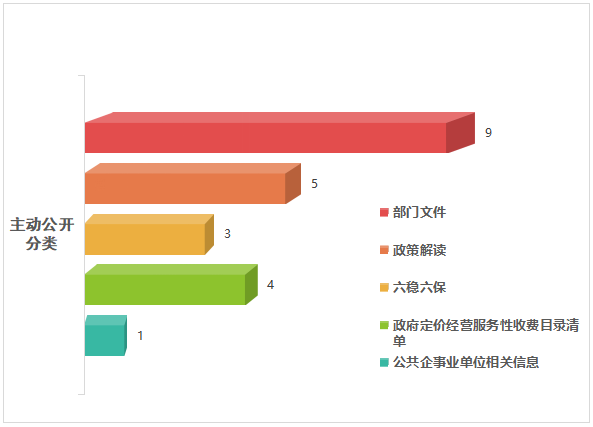 9
5
3
4
1
主动公开
分类
部门文件
政策解读
六稳六保
政府定价经营服务性收费目录清
单
公共企事业单位相关信息